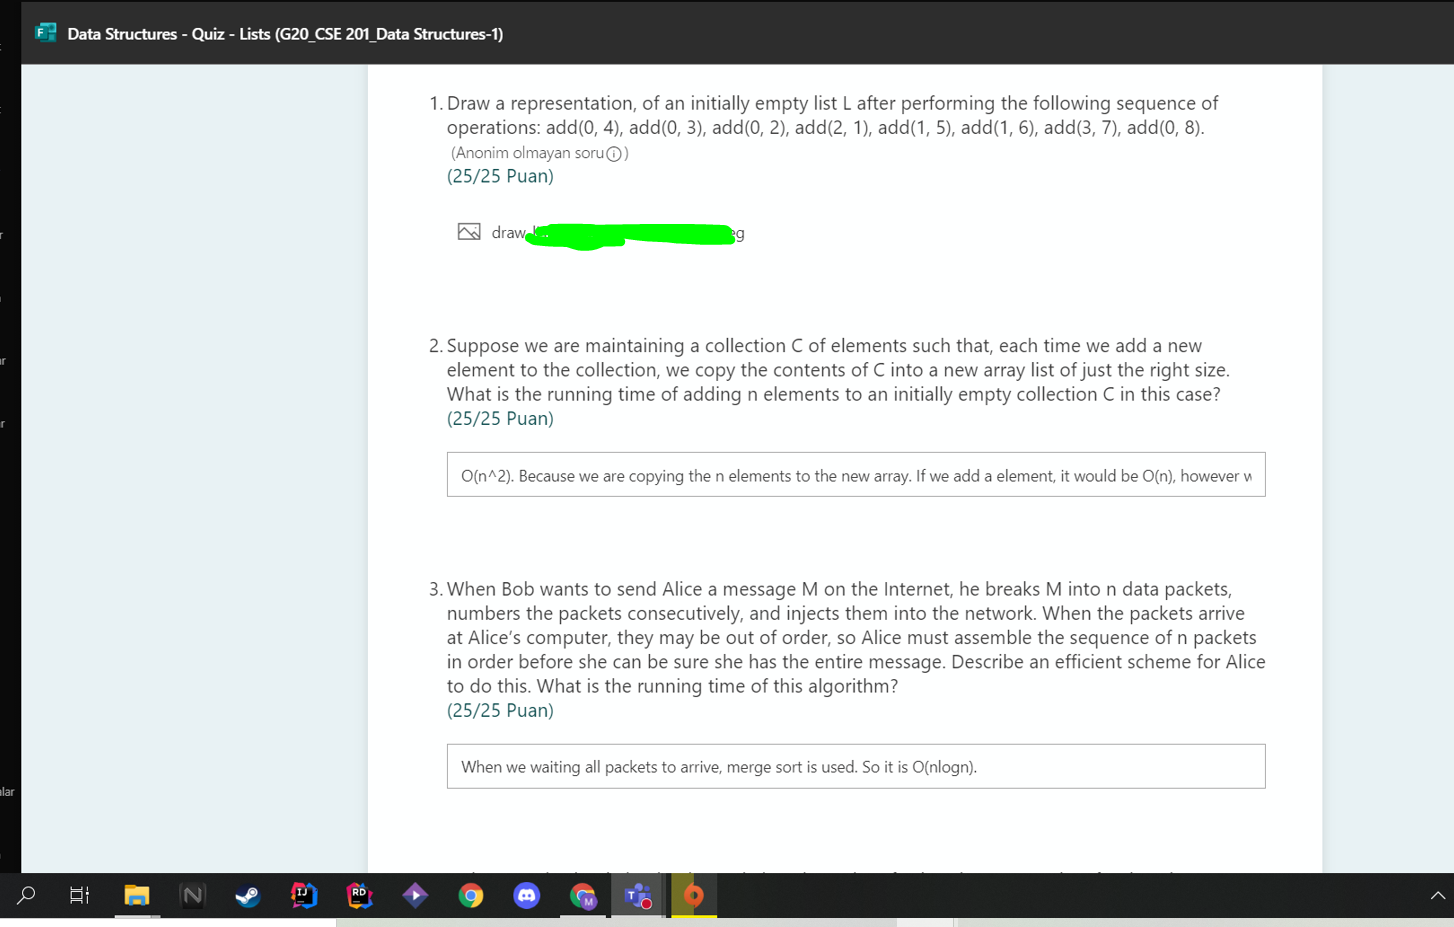 Data Structures - Quiz - Lists (G20_CSE 201_Data Structures-1)
1. Draw a representation, of an initially empty list L after performing the following sequence of
operations: add(0, 4), add(0, 3), add(0, 2), add(2, 1), add(1, 5), add(1, 6), add(3, 7), add(0, 8).
(Anonim olmayan soru)
(25/25 Puan)
draw
eg
2. Suppose we are maintaining a collection C of elements such that, each time we add a new
element to the collection, we copy the contents of C into a new array list of just the right size.
What is the running time of adding n elements to an initially empty collection C in this case?
(25/25 Puan)
O(n^2). Because we are copying the n elements to the new array. If we add a element, it would be O(n), however w
3. When Bob wants to send Alice a message M on the Internet, he breaks M into n data packets,
numbers the packets consecutively, and injects them into the network. When the packets arrive
at Alice's computer, they may be out of order, so Alice must assemble the sequence of n packets
in order before she can be sure she has the entire message. Describe an efficient scheme for Alice
to do this. What is the running time of this algorithm?
(25/25 Puan)
When we waiting all packets to arrive, merge sort is used. So it is O(nlogn).
lar